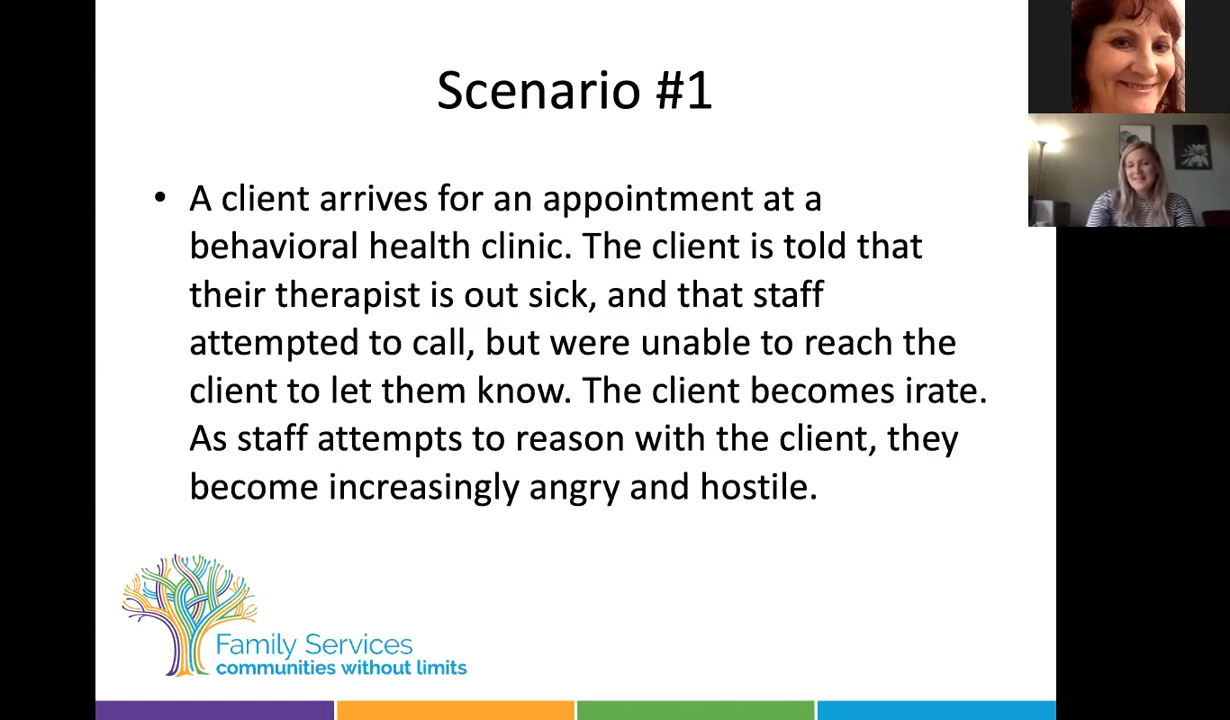 Scenario #1
• A client arrives for an appointment at a
behavioral health clinic. The client is told that
their therapist is out sick, and that staff
attempted to call, but were unable to reach the
client to let them know. The client becomes irate.
As staff attempts to reason with the client, they
become increasingly angry and hostile.
Family Services
communities without limits